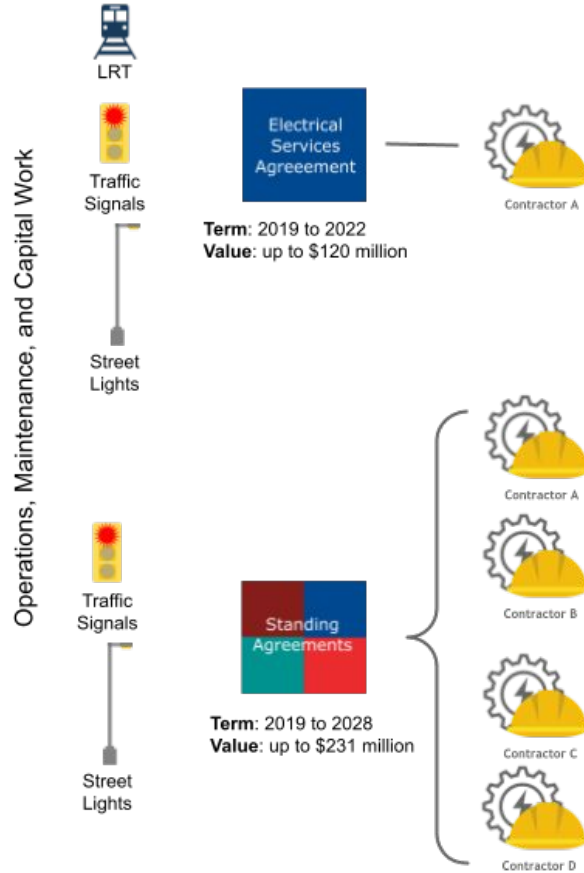 Operations, Maintenance, and Capital Work
LRT
Traffic
Signals
Street
Lights
Electrical
Services
Agreeement
Term: 2019 to 2022
Value: up to $120 million
Contractor A
Traffic
Signals
Street
Lights
Standing
Agreements
Term: 2019 to 2028
Value: up to $231 million
Contractor A
Contractor B
Contractor C
Contractor D